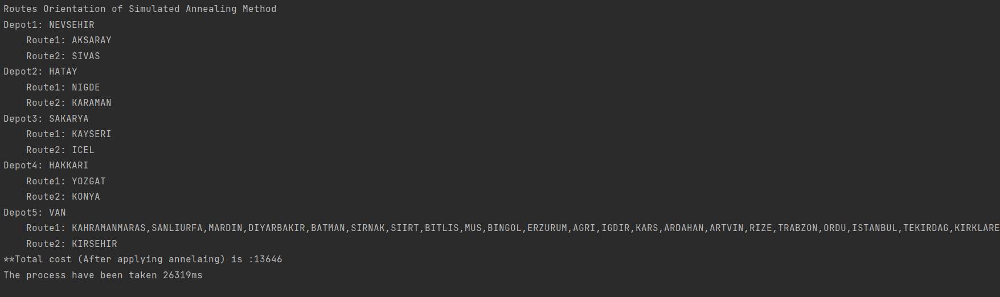 Routes Orientation of Simulated Annealing Method
Depot1: NEVSEHIR
Route1: AKSARAY
Route2: SIVAS
Depot2: HATAY
Route1: NIGDE
Route2: KARAMAN
Depot3: SAKARYA
Route1: KAYSERI
Route2: ICEL
Depot4: HAKKARI
Route1: YOZGAT
Route2: KONYA
Depot5: VAN
Route1: KAHRAMANMARAS,SANLIURFA,MARDIN,DIYARBAKIR,BATMAN,SIRNAK,SIIRT,BITLIS,MUS,BINGOL,ERZURUM,AGRI,IGDIR,KARS,ARDAHAN,ARTVIN,RIZE,TRABZON,ORDU,ISTANBUL,TEKIRDAG,KIRKLARE
Route2: KIRSEHIR
**Total cost (After applying annelaing) is :13646
The process have been taken 26319ms